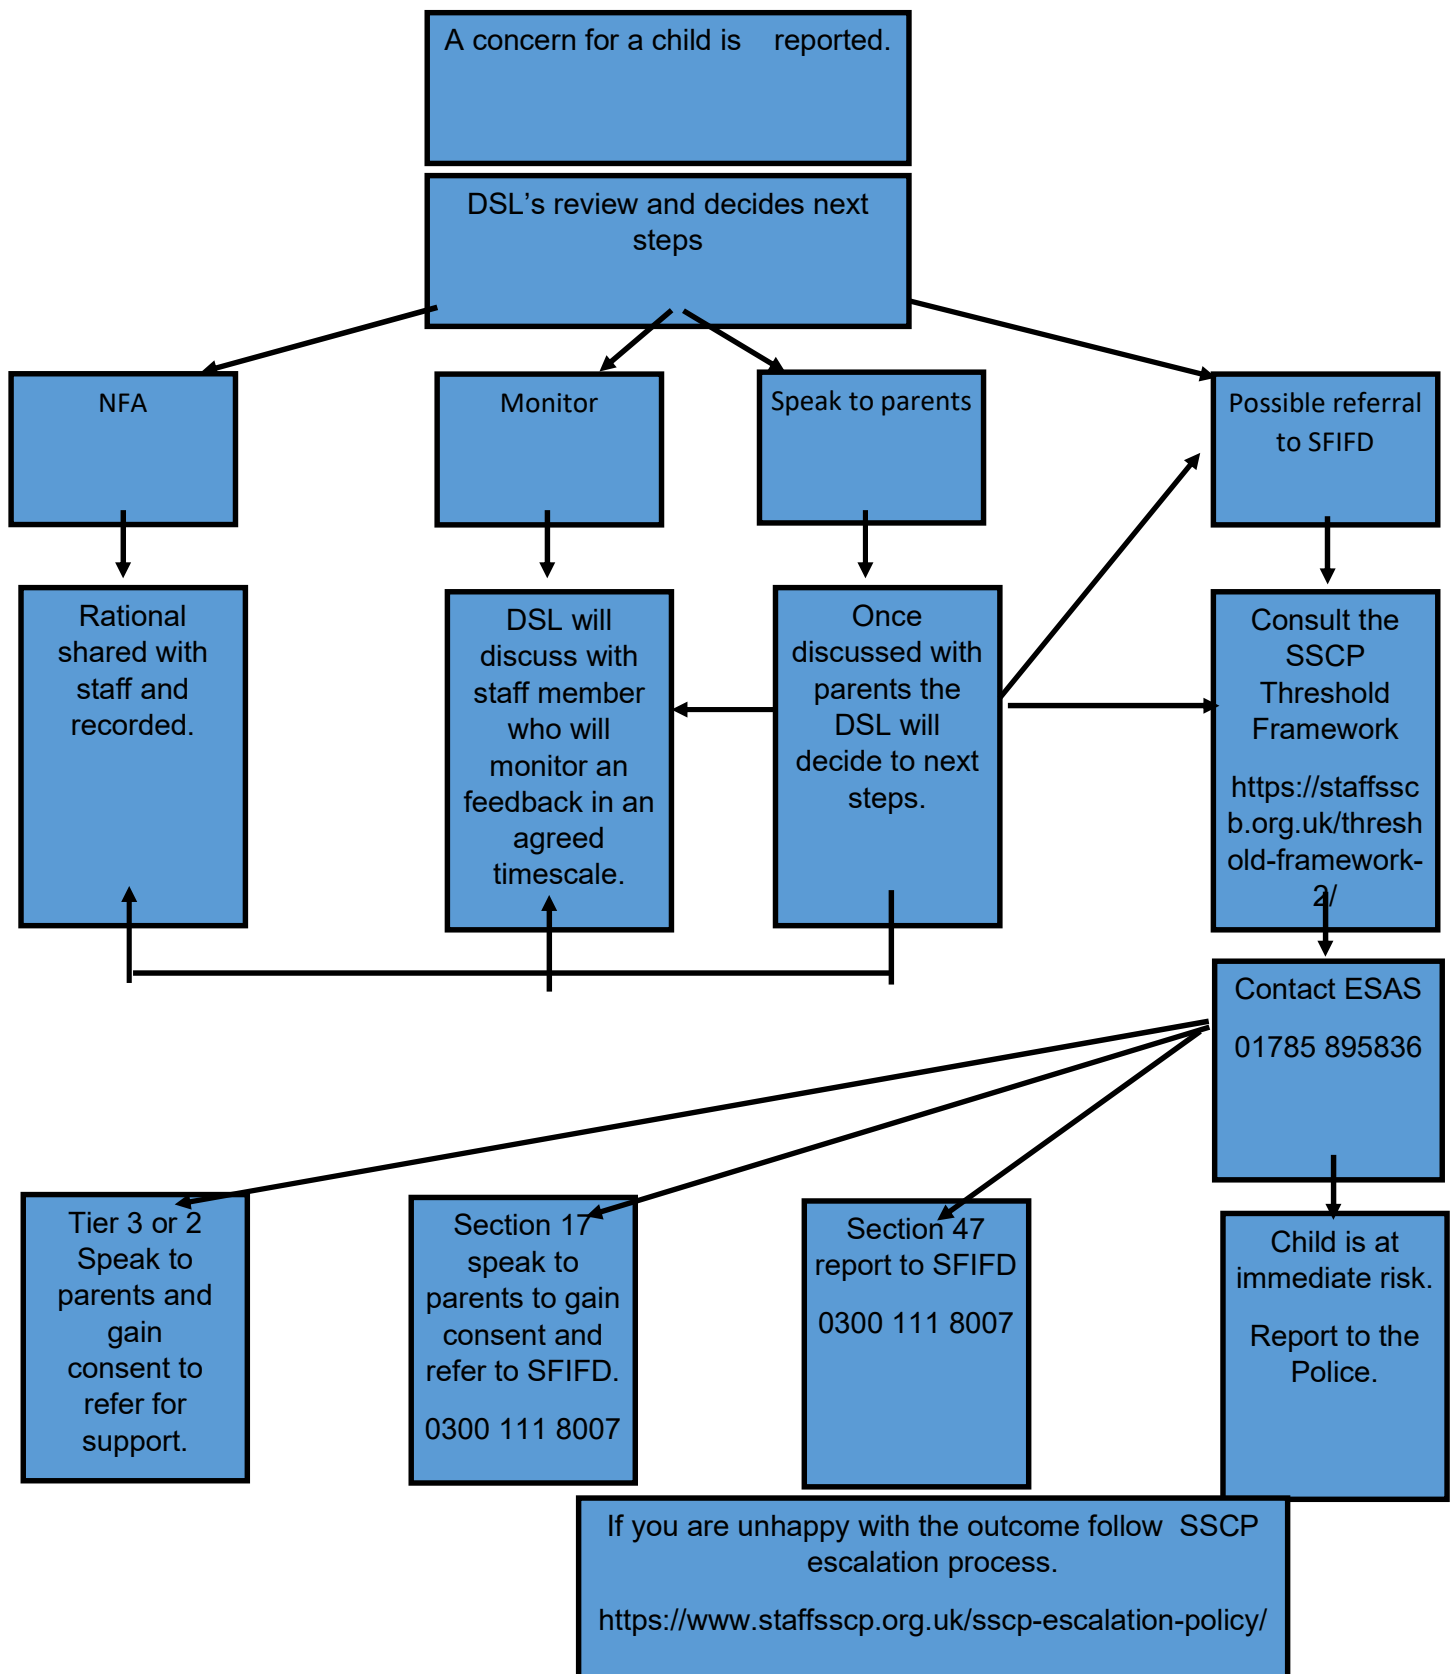 A concern for a child is reported.
DSL's review and decides next
steps
NFA
Monitor
Speak to parents
Possible referral
to SFIFD
Rational
shared with
staff and
recorded.
DSL will
discuss with
staff member
who will
monitor an
feedback in an
agreed
timescale.
Once
discussed with
parents the
DSL will
decide to next
steps.
Consult the
SSCP
Threshold
Framework
https://staffssc
b.org.uk/thresh
old-framework-
2/
Contact ESAS
01785 895836
Tier 3 or 2
Speak to
parents and
gain
consent to
refer for
support.
Section 17
speak to
parents to gain
consent and
refer to SFIFD.
0300 111 8007
Section 47
report to SFIFD
0300 111 8007
Child is at
immediate risk.
Report to the
Police.
If you are unhappy with the outcome follow SSCP
escalation process.
https://www.staffsscp.org.uk/sscp-escalation-policy/